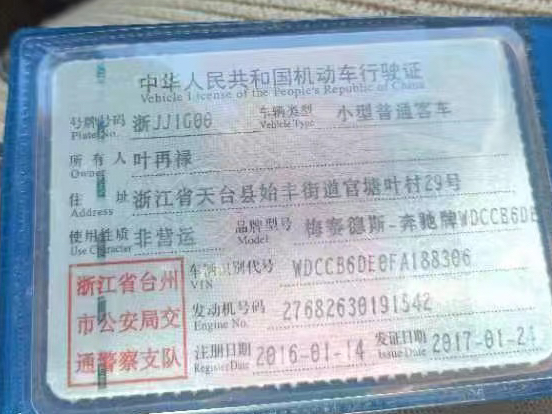 中华人民共和国机动车行驶证
Vehicle License of the People's Republic of China
号牌号码 浙JJ1G00 车辆类型 小型普通客车
Plate No. Vehicle Type
所有人 叶再禄
Owner
住址 浙江省天台县始丰街道官塘叶村29号
Address
使用性质 非营运 品牌型号 梅赛德斯-奔驰牌WDCCB6DE
Use Character Model
车辆识别代号 WDCCB6DE0FA188306
VIN
发动机号码 27682630191542
Engine No.
注册日期 2016-01-14 发证日期 2017-01-2
Register Date Issue Date
浙江省台州
市公安局交
通警察支队